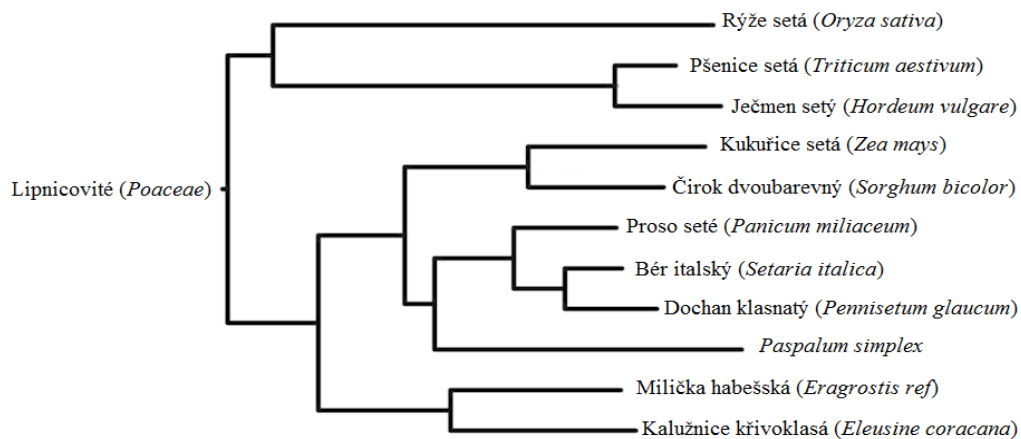 Rýže setá (Oryza sativa)
Pšenice setá (Triticum aestivum)
Ječmen setý (Hordeum vulgare)
Kukuřice setá (Zea mays)
Lipnicovité (Poaceae)
Čirok dvoubarevný (Sorghum bicolor)
Proso seté (Panicum miliaceum)
Bér italský (Setaria italica)
Dochan klasnatý (Pennisetum glaucum)
Paspalum simplex
Milička habešská (Eragrostis ref)
Kalužnice křivoklasá (Eleusine coracana)